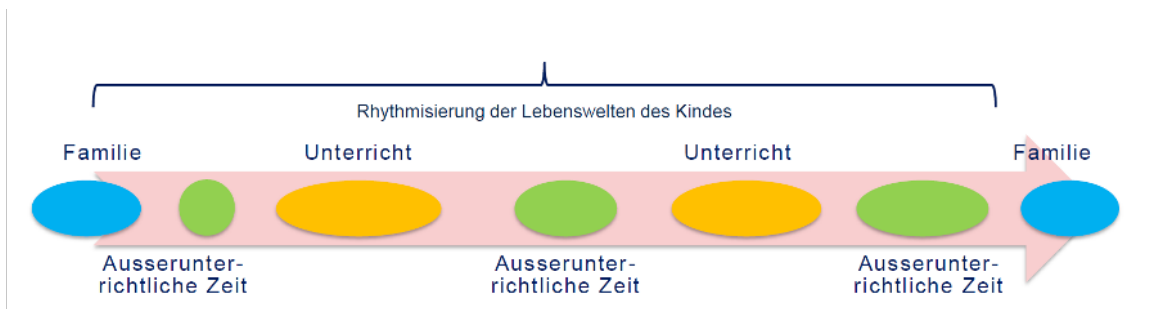 Rhythmisierung der Lebenswelten des Kindes
Familie
Unterricht
Unterricht
Familie
Ausserunter-
richtliche Zeit
Ausserunter-
richtliche Zeit
Ausserunter-
richtliche Zeit